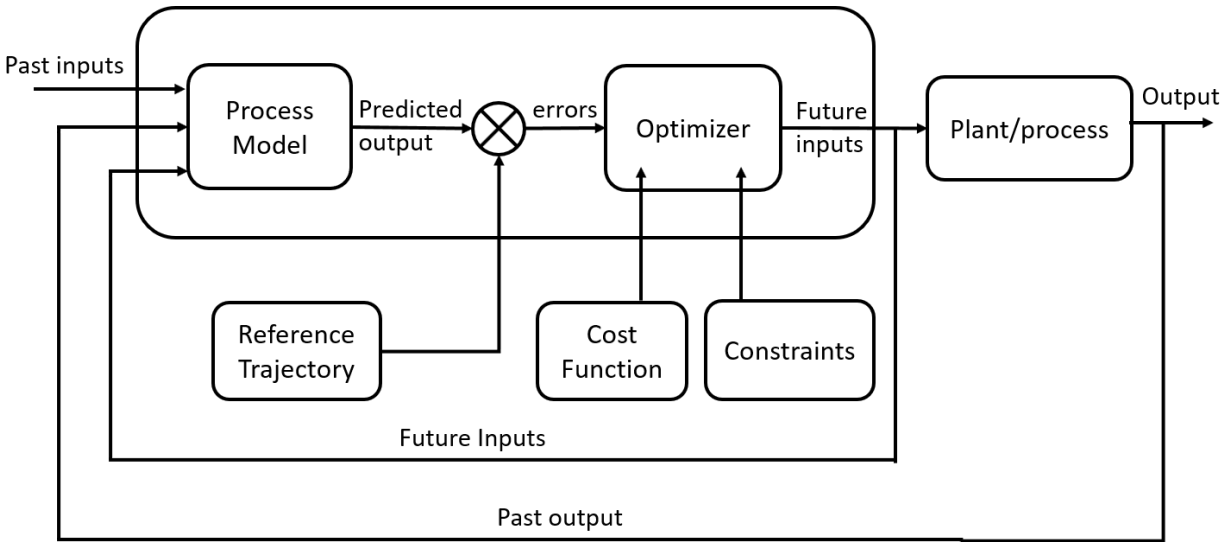 Past inputs
Process
Model
Predicted
output
errors
Optimizer
Future
inputs
Plant/process
Output
Reference
Trajectory
Cost
Function
Constraints
Future Inputs
Past output